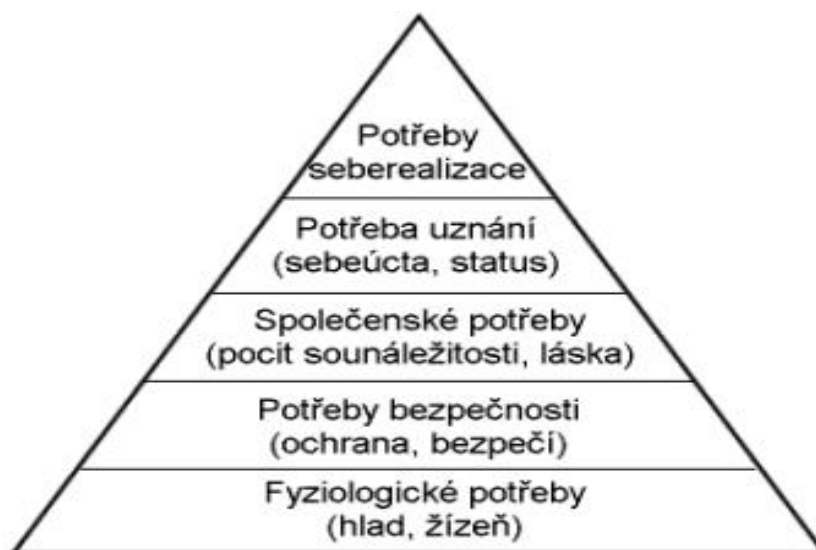 Potřeby
seberealizace
Potřeba uznání
(sebeúcta, status)
Společenské potřeby
(pocit sounáležitosti, láska)
Potřeby bezpečnosti
(ochrana, bezpečí)
Fyziologické potřeby
(hlad, žízeň)